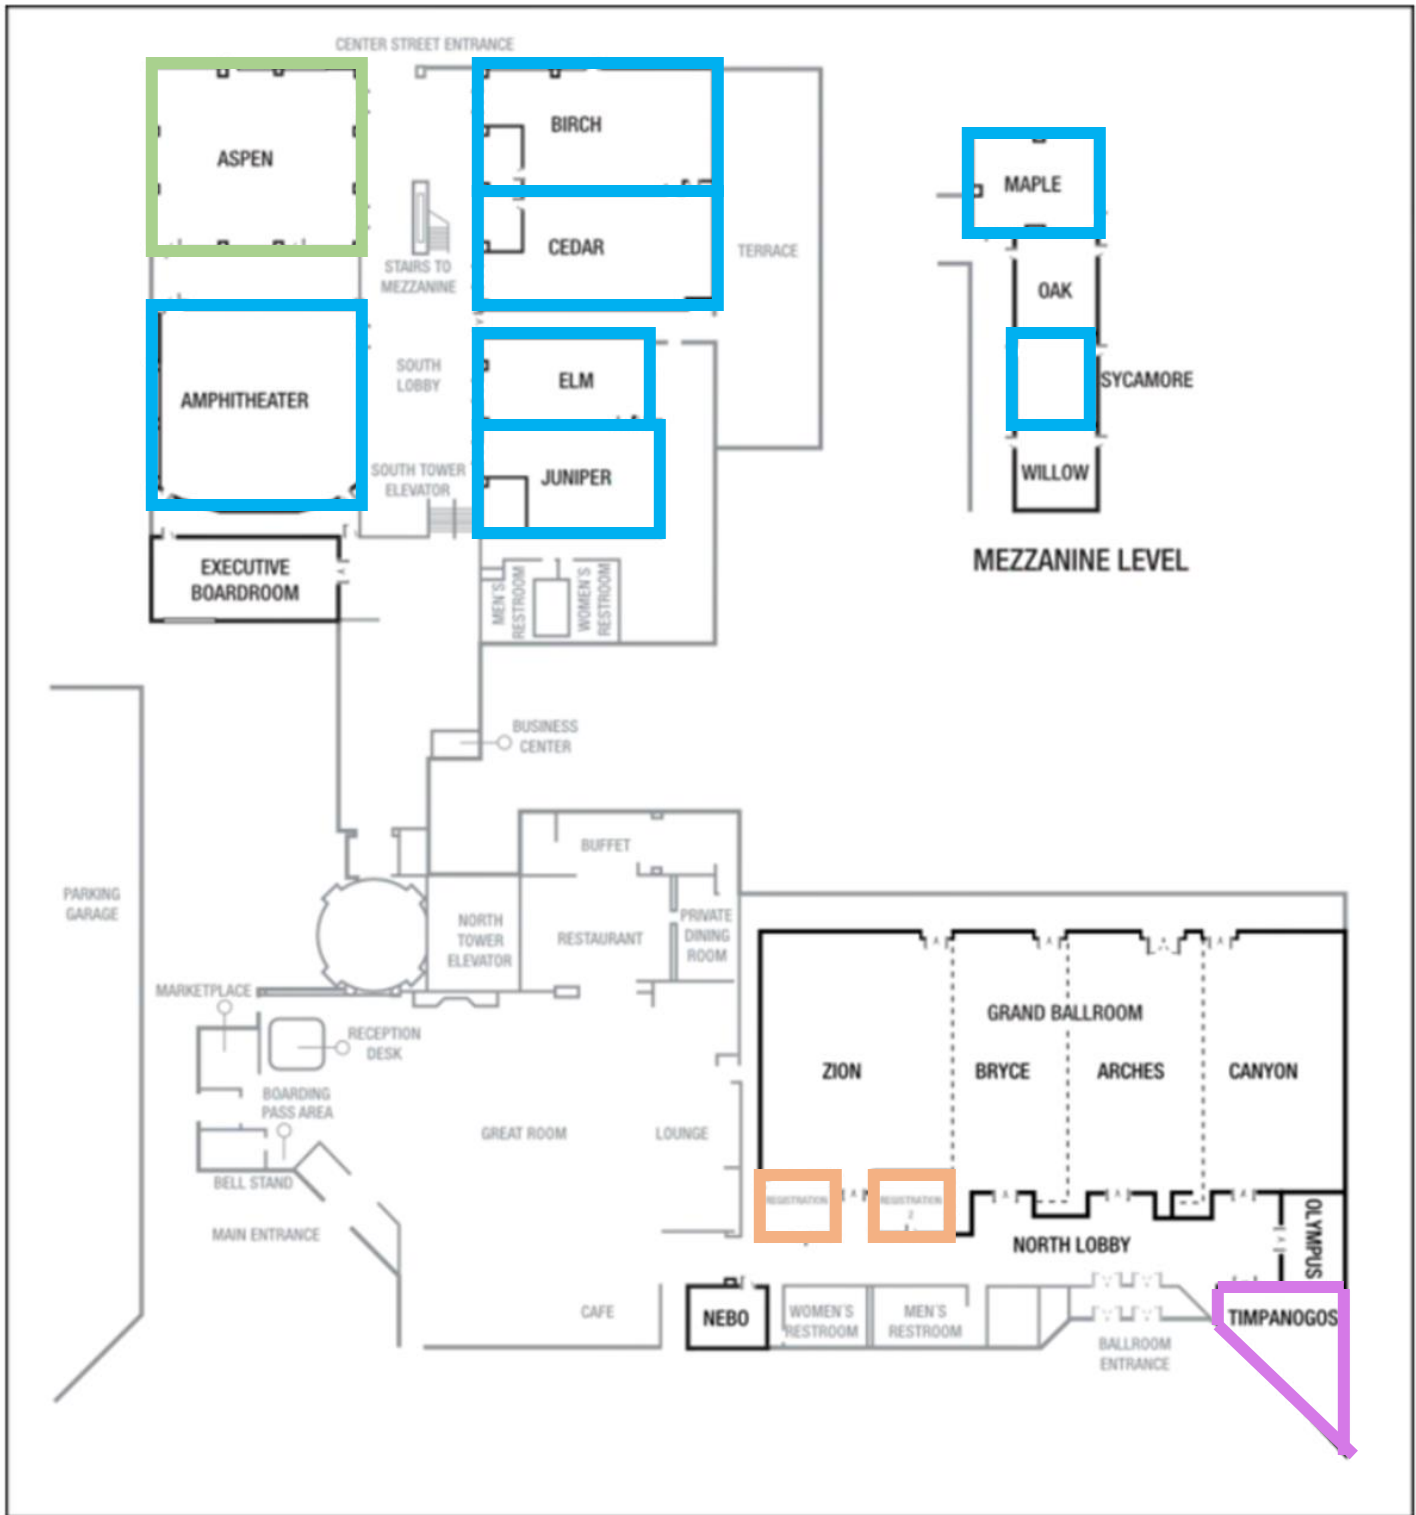 CENTER STREET ENTRANCE
ASPEN
BIRCH
CEDAR
TERRACE
STAIRS TO
MEZZANINE
MAPLE
OAK
SYCAMORE
WILLOW
MEZZANINE LEVEL
AMPHITHEATER
SOUTH
LOBBY
ELM
JUNIPER
SOUTH TOWER
ELEVATOR
EXECUTIVE
BOARDROOM
MEN'S
RESTROOM
WOMEN'S
RESTROOM
BUSINESS
CENTER
PARKING
GARAGE
BUFFET
NORTH
TOWER
ELEVATOR
RESTAURANT
PRIVATE
DINING
ROOM
MARKETPLACE
RECEPTION
DESK
BOARDING
PASS AREA
BELL STAND
MAIN ENTRANCE
GREAT ROOM
LOUNGE
CAFE
GRAND BALLROOM
ZION
BRYCE
ARCHES
CANYON
REGISTRATION
REGISTRATION
2
NORTH LOBBY
OLYMPUS
NEBO
WOMEN'S
RESTROOM
MEN'S
RESTROOM
BALLROOM
ENTRANCE
TIMPANOGOS